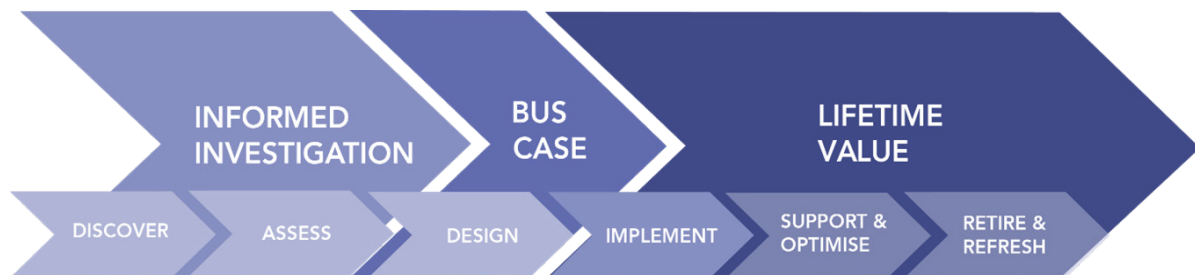 INFORMED
INVESTIGATION
BUS
CASE
LIFETIME
VALUE
DISCOVER
ASSESS
DESIGN
IMPLEMENT
SUPPORT &
OPTIMISE
RETIRE &
REFRESH